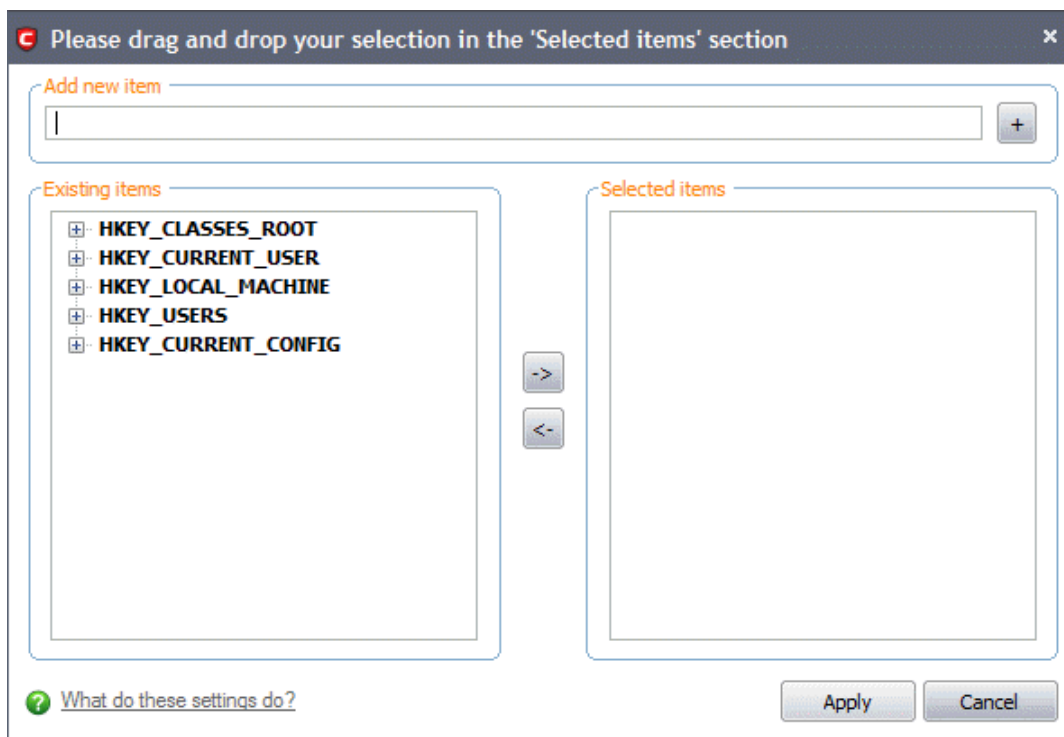 Please drag and drop your selection in the 'Selected items' section
×
Add new item
+
Existing items
HKEY_CLASSES_ROOT
HKEY_CURRENT_USER
HKEY_LOCAL_MACHINE
HKEY_USERS
HKEY_CURRENT_CONFIG
->
<-
Selected items
? What do these settings do?
Apply
Cancel